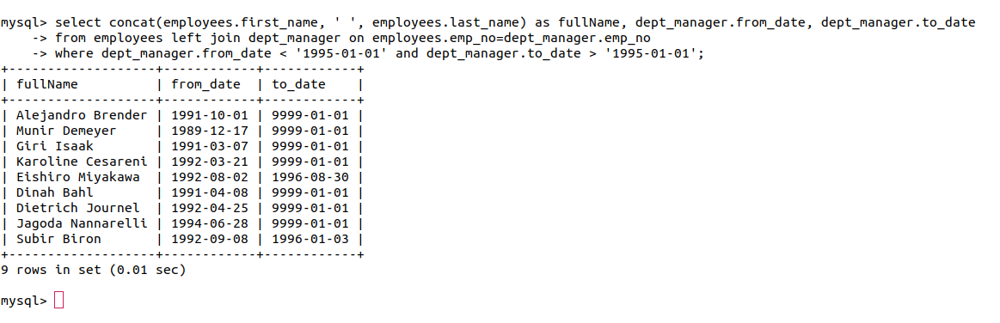 mysql> select concat(employees.first_name, ' ', employees.last_name) as fullName, dept_manager.from_date, dept_manager.to_date
    -> from employees left join dept_manager on employees.emp_no=dept_manager.emp_no
    -> where dept_manager.from_date < '1995-01-01' and dept_manager.to_date > '1995-01-01';
+-------------------+------------+------------+
| fullName          | from_date  | to_date    |
+-------------------+------------+------------+
| Alejandro Brender | 1991-10-01 | 9999-01-01 |
| Munir Demeyer     | 1989-12-17 | 9999-01-01 |
| Giri Isaak        | 1991-03-07 | 9999-01-01 |
| Karoline Cesareni | 1992-03-21 | 9999-01-01 |
| Eishiro Miyakawa  | 1992-08-02 | 1996-08-30 |
| Dinah Bahl        | 1991-04-08 | 9999-01-01 |
| Dietrich Journel  | 1992-04-25 | 9999-01-01 |
| Jagoda Nannarelli | 1994-06-28 | 9999-01-01 |
| Subir Biron       | 1992-09-08 | 1996-01-03 |
+-------------------+------------+------------+
9 rows in set (0.01 sec)

mysql>